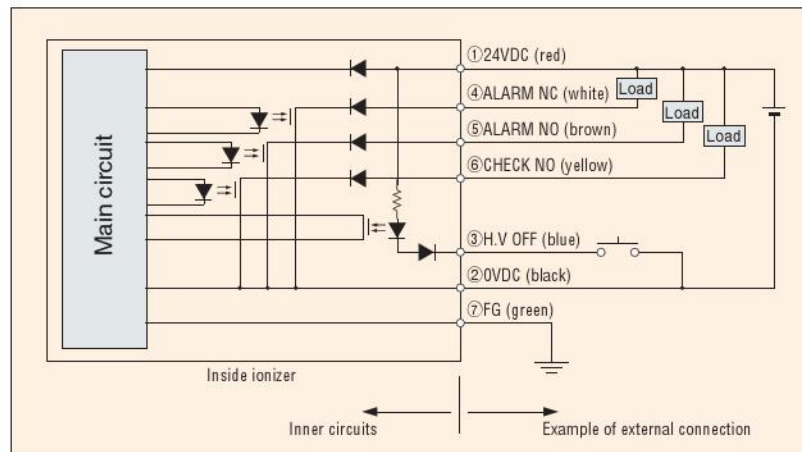 ①24VDC (red)
④ALARM NC (white)
Load
⑤ALARM NO (brown)
Load
Load
⑥CHECK NO (yellow)
Main circuit
③H.V OFF (blue)
②0VDC (black)
⑦FG (green)
Inside ionizer
Inner circuits
Example of external connection